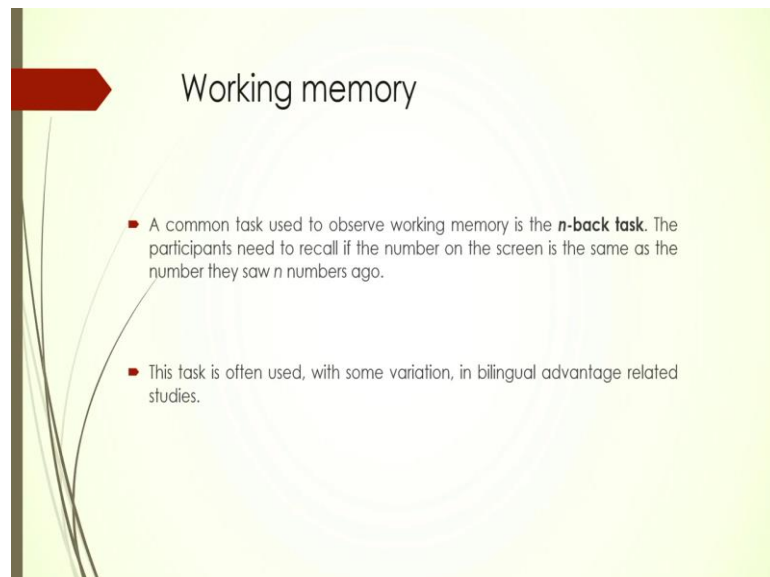 Working memory
A common task used to observe working memory is the n-back task. The
participants need to recall if the number on the screen is the same as the
number they saw n numbers ago.
This task is often used, with some variation, in bilingual advantage related
studies.